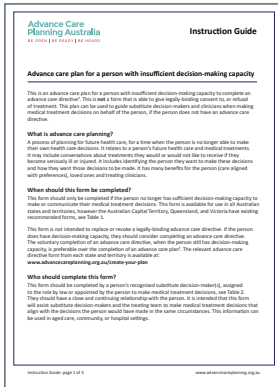 Advance Care
Planning Australia
BE OPEN | BE READY | BE HEARD
Instruction Guide
Advance care plan for a person with insufficient decision-making capacity
This is an advance care plan for a person with insufficient decision-making capacity to complete an
advance care directive*. This is not a form that is able to give legally-binding consent to, or refusal
of treatment. This plan can be used to guide substitute decision-makers and clinicians when making
medical treatment decisions on behalf of the person, if the person does not have an advance care
directive.
What is advance care planning?
A process of planning for future health care, for a time when the person is no longer able to make
their own health care decisions. It relates to a person's future health care and medical treatments.
It may include conversations about treatments they would or would not like to receive if they
become seriously ill or injured. It includes identifying the person they want to make these decisions
and how they want those decisions to be made. It has many benefits for the person (care aligned
with preferences), loved ones and treating clinicians.
When should this form be completed?
This form should only be completed if the person no longer has sufficient decision-making capacity to
make or communicate their medical treatment decisions. This form is available for use in all Australian
states and territories, however the Australian Capital Territory, Queensland, and Victoria have existing
recommended forms, see Table 1.
This form is not intended to replace or revoke a legally-binding advance care directive. If the person
does have decision-making capacity, they should consider completing an advance care directive.
The voluntary completion of an advance care directive, when the person still has decision-making
capacity, is preferable over the completion of an advance care plan*. The relevant advance care
directive form from each state and territory is available at:
www.advancecareplanning.org.au/create-your-plan
Who should complete this form?
This form should be completed by a person's recognised substitute decision-maker(s), assigned
to the role by law or appointed by the person to make medical treatment decisions, see Table 2.
They should have a close and continuing relationship with the person. It is intended that this form
will assist substitute decision-makers and the treating team to make medical treatment decisions that
align with the decisions the person would have made in the same circumstances. This information can
be used in aged care, community, or hospital settings.
Instruction Guide: page 1 of 3
www.advancecareplanning.org.au